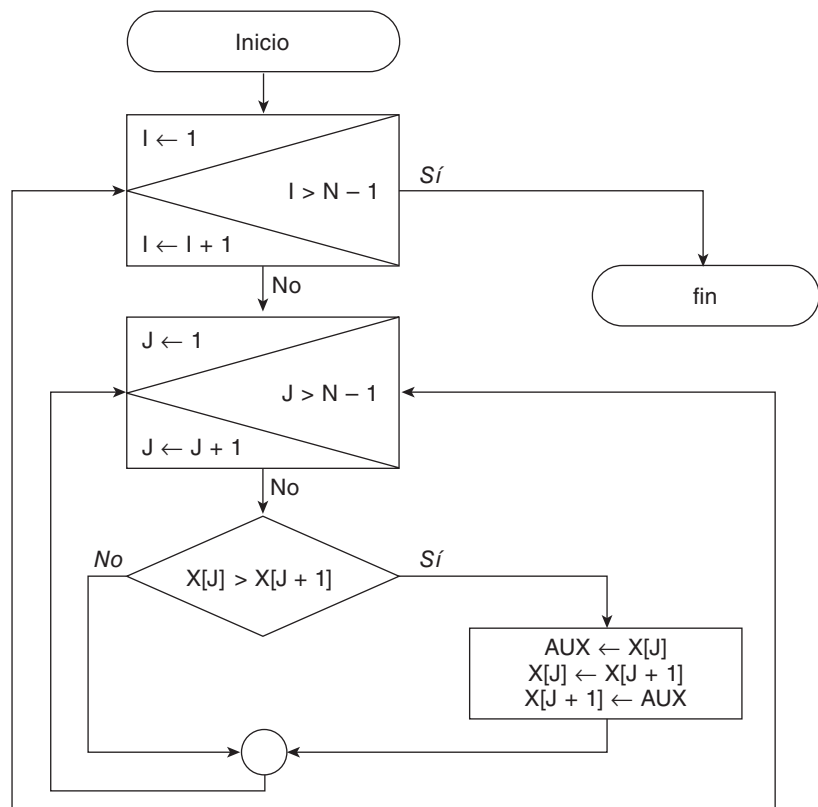 Inicio
I ← 1
I > N – 1
Sí
I ← I + 1
No
fin
J ← 1
J > N – 1
J ← J + 1
No
No
X[J] > X[J + 1]
Sí
AUX ← X[J]
X[J] ← X[J + 1]
X[J + 1] ← AUX